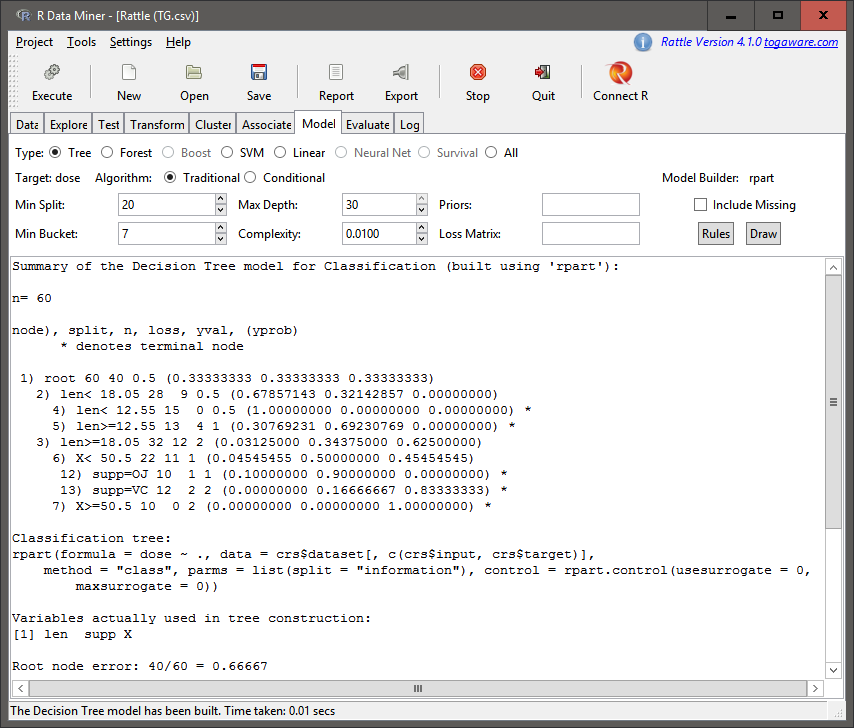 R Data Miner - [Rattle (TG.csv)]
Project Tools Settings Help Rattle Version 4.1.0 togaware.com
Execute New Open Save Report Export Stop Quit Connect R
Data Explore Test Transform Cluster Associate Model Evaluate Log
Type: Tree Forest Boost SVM Linear Neural Net Survival All
Target: dose Algorithm: Traditional Conditional Model Builder: rpart
Min Split: 20 Max Depth: 30 Priors: Include Missing
Min Bucket: 7 Complexity: 0.0100 Loss Matrix: Rules Draw
Summary of the Decision Tree model for Classification (built using 'rpart'):
n= 60
node), split, n, loss, yval, (yprob)
* denotes terminal node
1) root 60 40 0.5 (0.33333333 0.33333333 0.33333333)
2) len< 18.05 28  9 0.5 (0.67857143 0.32142857 0.00000000)
4) len< 12.55 15  0 0.5 (1.00000000 0.00000000 0.00000000) *
5) len>=12.55 13  4 1 (0.30769231 0.69230769 0.00000000) *
3) len>=18.05 32 12 2 (0.03125000 0.34375000 0.62500000)
6) X< 50.5 22 11 1 (0.04545455 0.50000000 0.45454545)
12) supp=OJ 10  1 1 (0.10000000 0.90000000 0.00000000) *
13) supp=VC 12  2 2 (0.00000000 0.16666667 0.83333333) *
7) X>=50.5 10  0 2 (0.00000000 0.00000000 1.00000000) *
Classification tree:
rpart(formula = dose ~ ., data = crs$dataset[, c(crs$input, crs$target)],
method = "class", parms = list(split = "information"), control = rpart.control(usesurrogate = 0,
maxsurrogate = 0))
Variables actually used in tree construction:
[1] len  supp X
Root node error: 40/60 = 0.66667
The Decision Tree model has been built. Time taken: 0.01 secs